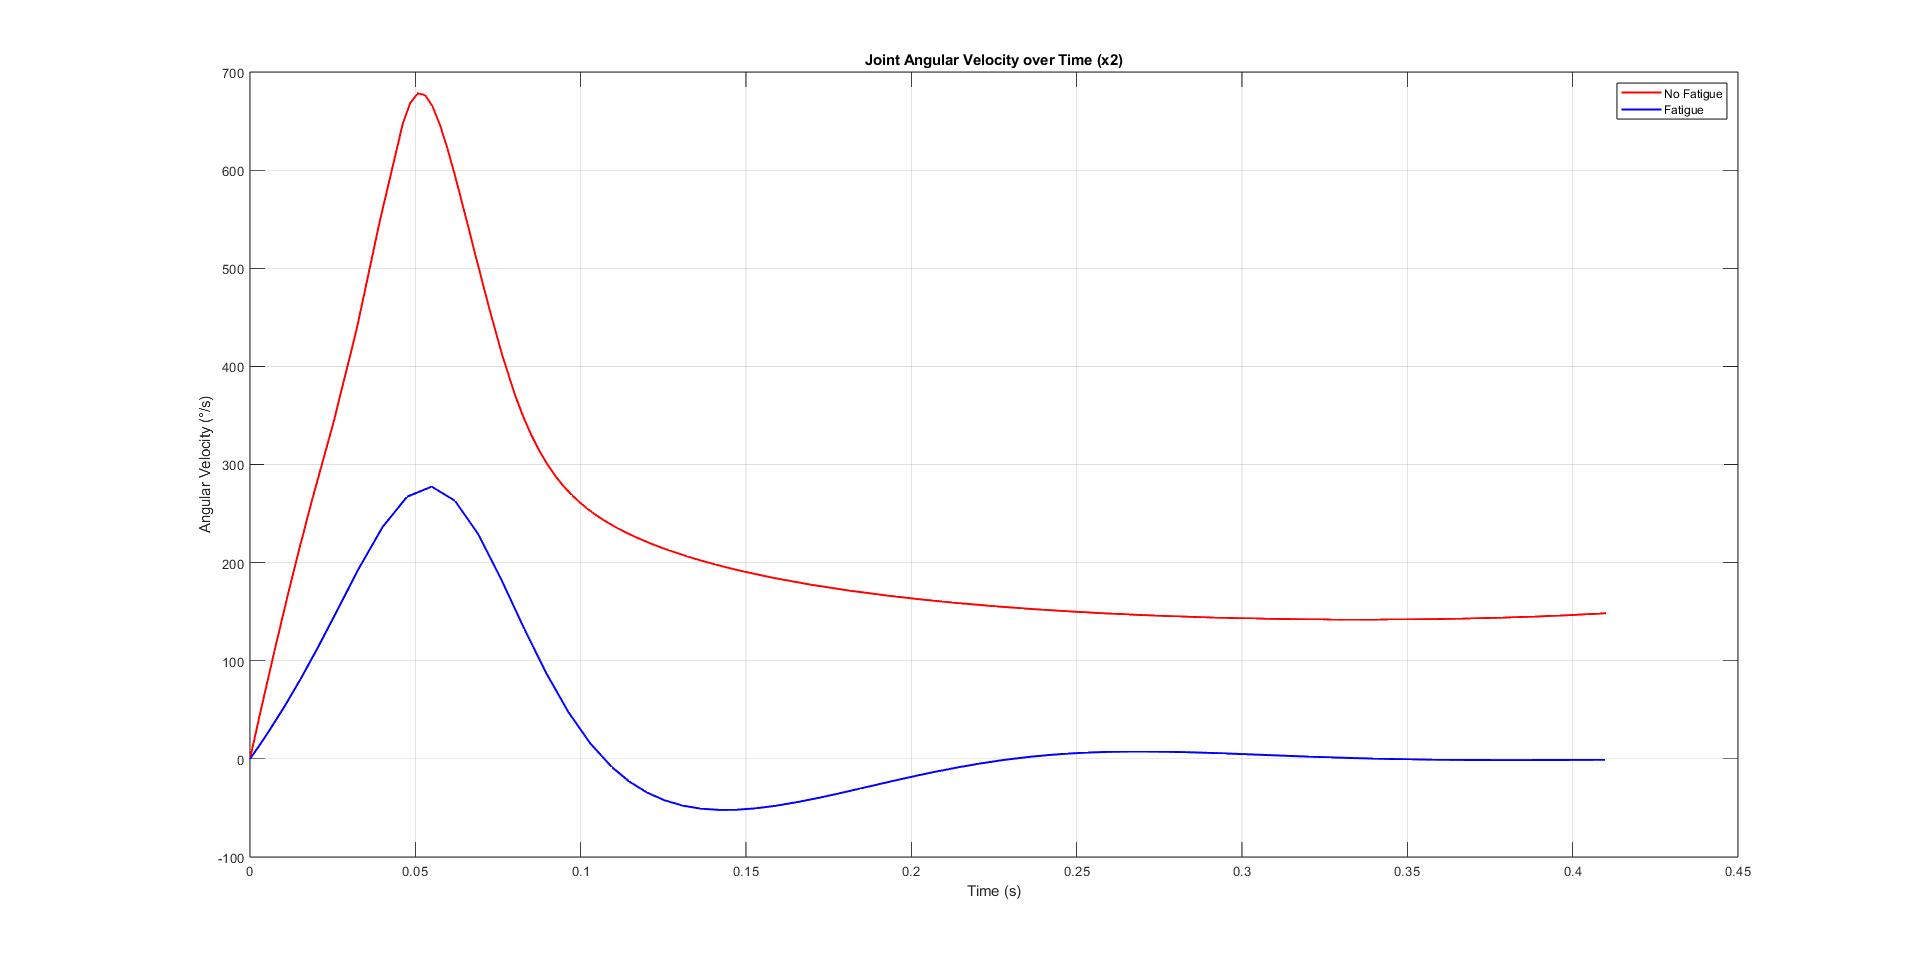 Joint Angular Velocity over Time (x2)
No Fatigue
Fatigue
Angular Velocity (°/s)
700
600
500
400
300
200
100
0
-100
0 0.05 0.1 0.15 0.2 0.25 0.3 0.35 0.4 0.45
Time (s)